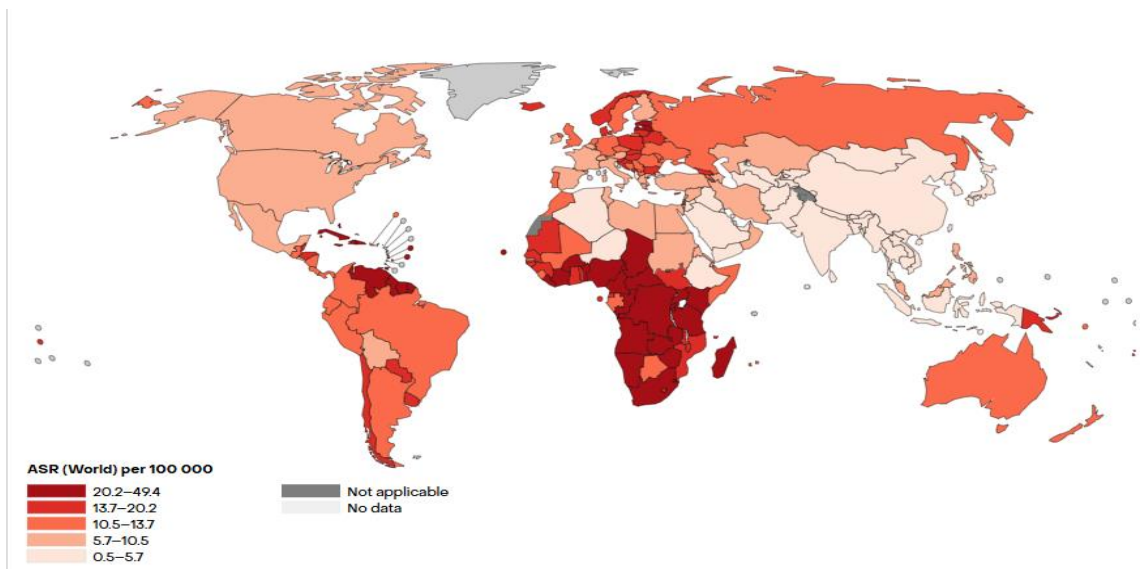 ASR (World) per 100 000
20.2–49.4
13.7–20.2
10.5–13.7
5.7–10.5
0.5–5.7
Not applicable
No data